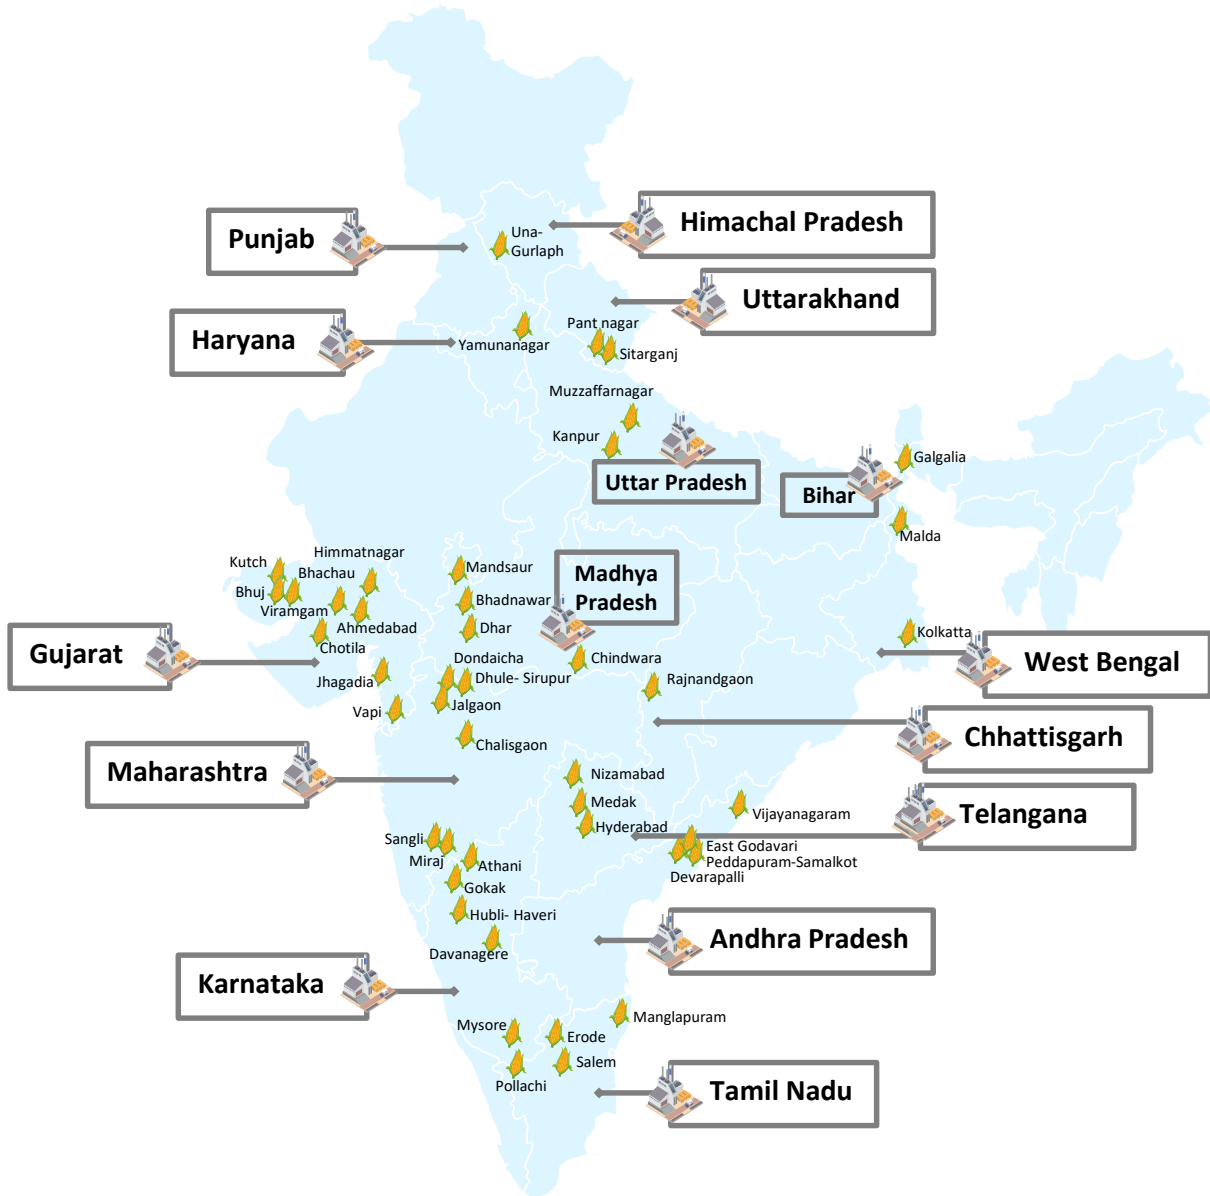 Himachal Pradesh
Punjab
Una-
Gurlaph
Uttarakhand
Haryana
Pant nagar
Yamunanagar
Sitarganj
Muzzaffarnagar
Kanpur
Uttar Pradesh
Galgalia
Bihar
Malda
Himmatnagar
Kutch
Bhachau
Mandsaur
Madhya
Pradesh
Bhuj
Viramgam
Bhadnawar
Ahmedabad
Dhar
Kolkatta
Chotila
Gujarat
West Bengal
Dondaicha
Chindwara
Jhagadia
Dhule- Sirupur
Rajnandgaon
Vapi
Jalgaon
Chhattisgarh
Chalisgaon
Maharashtra
Nizamabad
Medak
Vijayanagaram
Telangana
Hyderabad
Sangli
East Godavari
Miraj
Athani
Peddapuram-Samalkot
Devarapalli
Gokak
Hubli- Haveri
Andhra Pradesh
Davanagere
Karnataka
Manglapuram
Mysore
Erode
Salem
Pollachi
Tamil Nadu